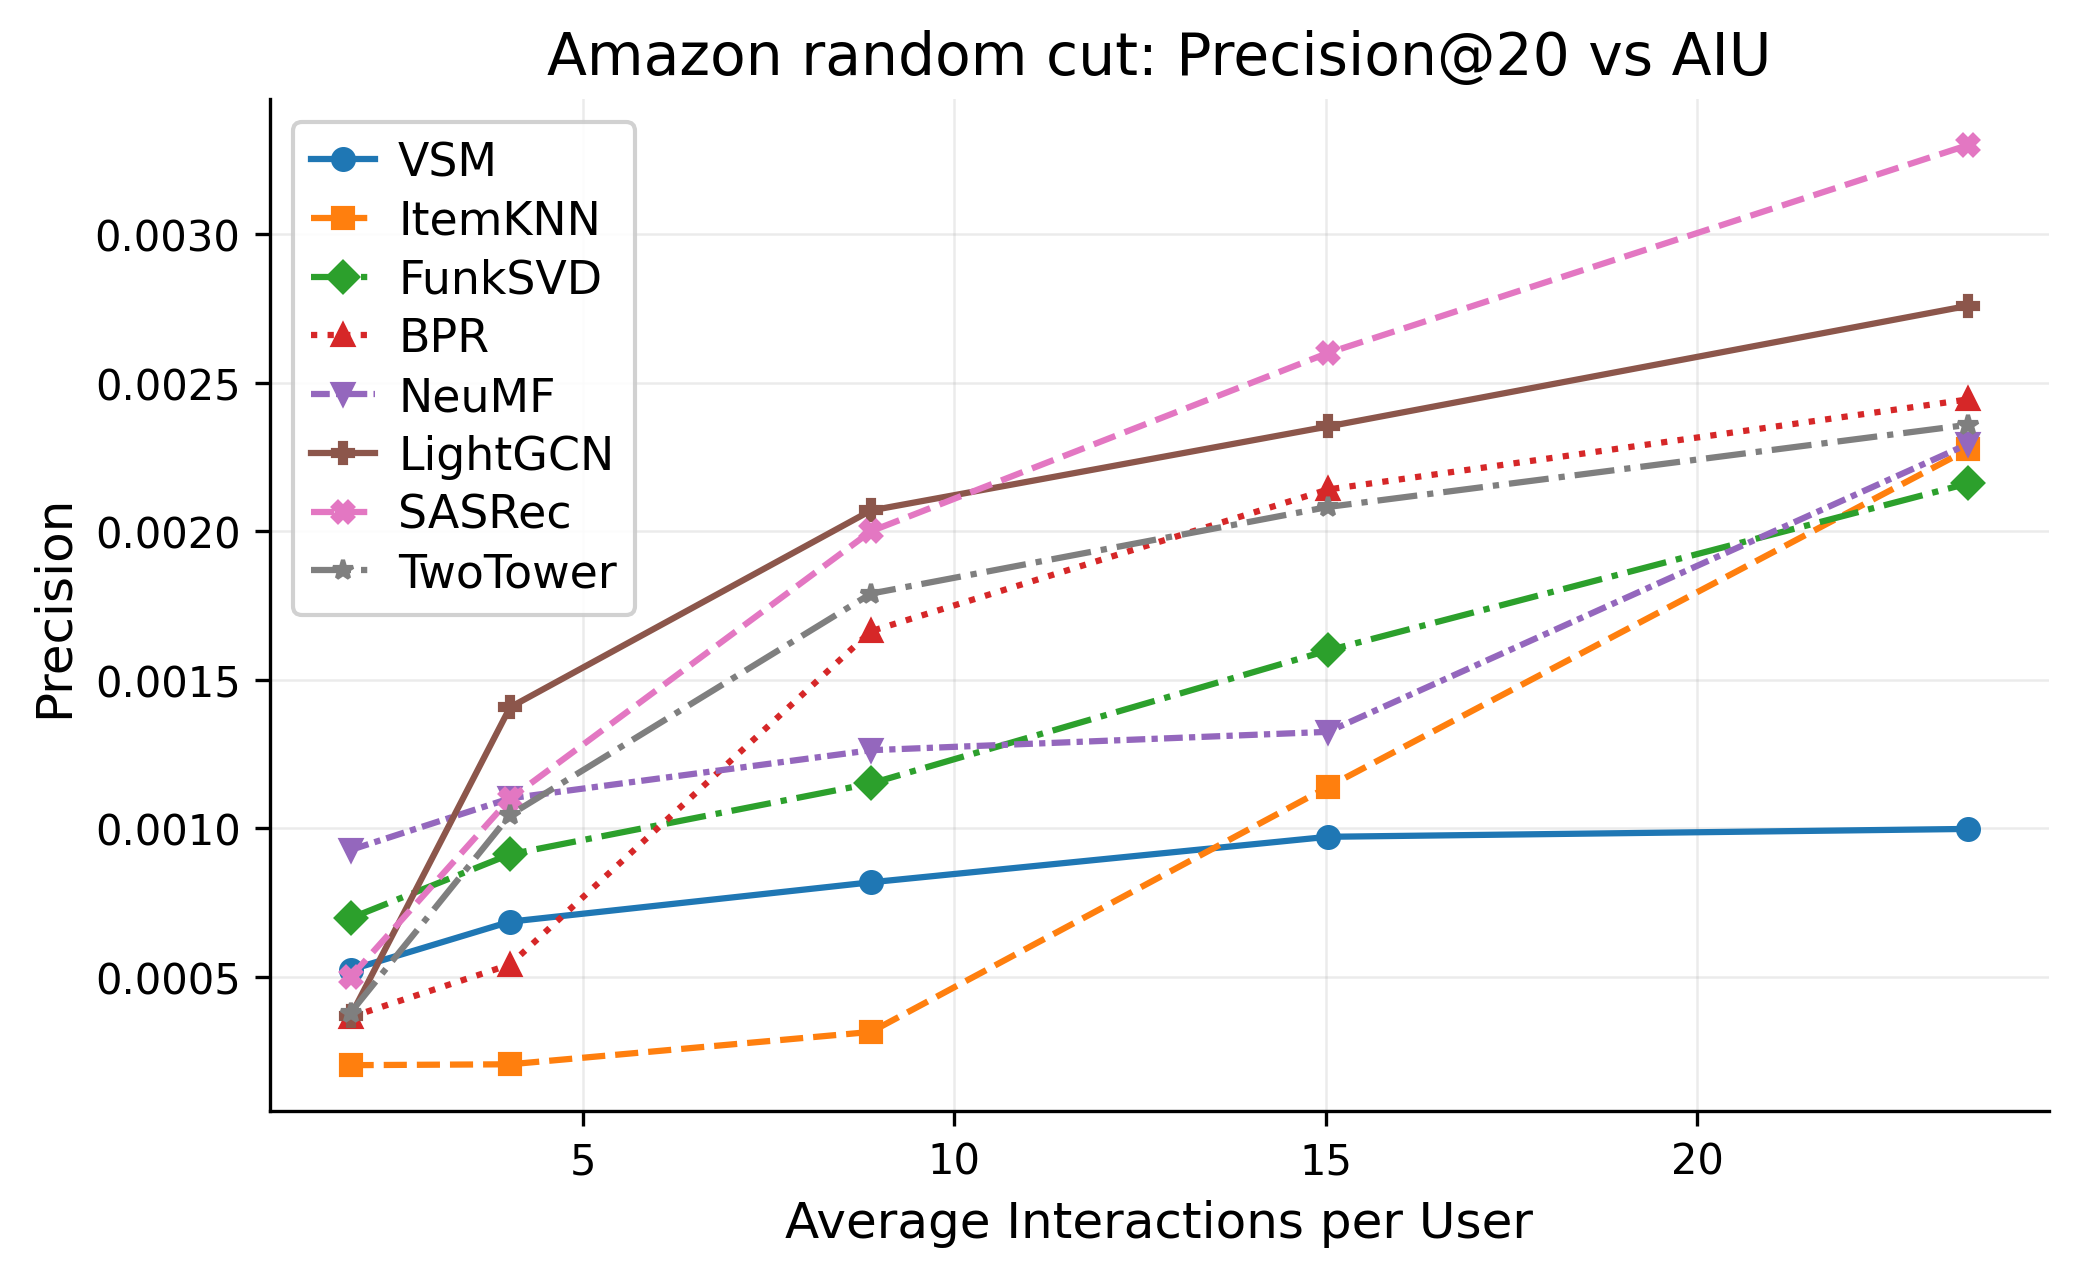 Amazon random cut: Precision@20 vs AIU
VSM
ItemKNN
FunkSVD
BPR
NeuMF
LightGCN
SASRec
TwoTower
Precision
0.0030
0.0025
0.0020
0.0015
0.0010
0.0005
5 10 15 20
Average Interactions per User